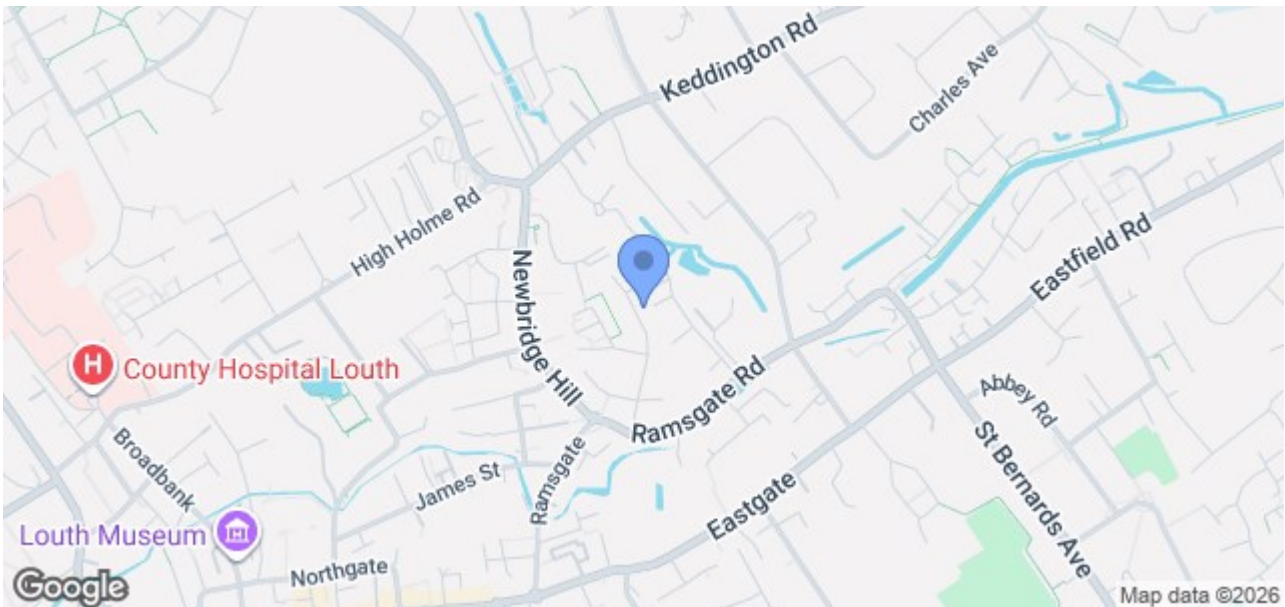 Keddington Rd
Charles Ave
High Holme Rd
Newbridge Hill
Eastfield Rd
H
County Hospital Louth
Abbey Rd
Ramsgate Rd
Broadbank
Ramsgate
James St
St Bernards Ave
Eastgate
Louth Museum
Northgate
Google
Map data ©2026